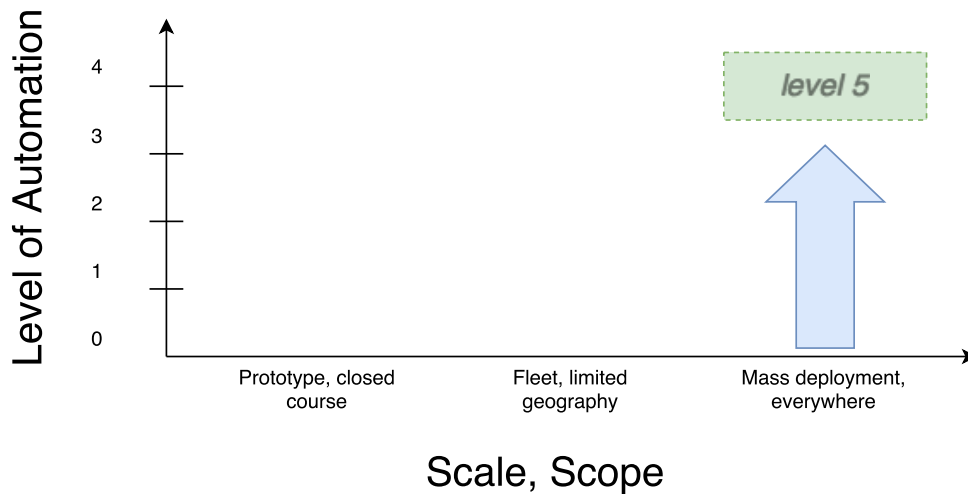 Level of Automation
4
3
2
1
0
level 5
Prototype, closed
course
Fleet, limited
geography
Mass deployment,
everywhere
Scale, Scope